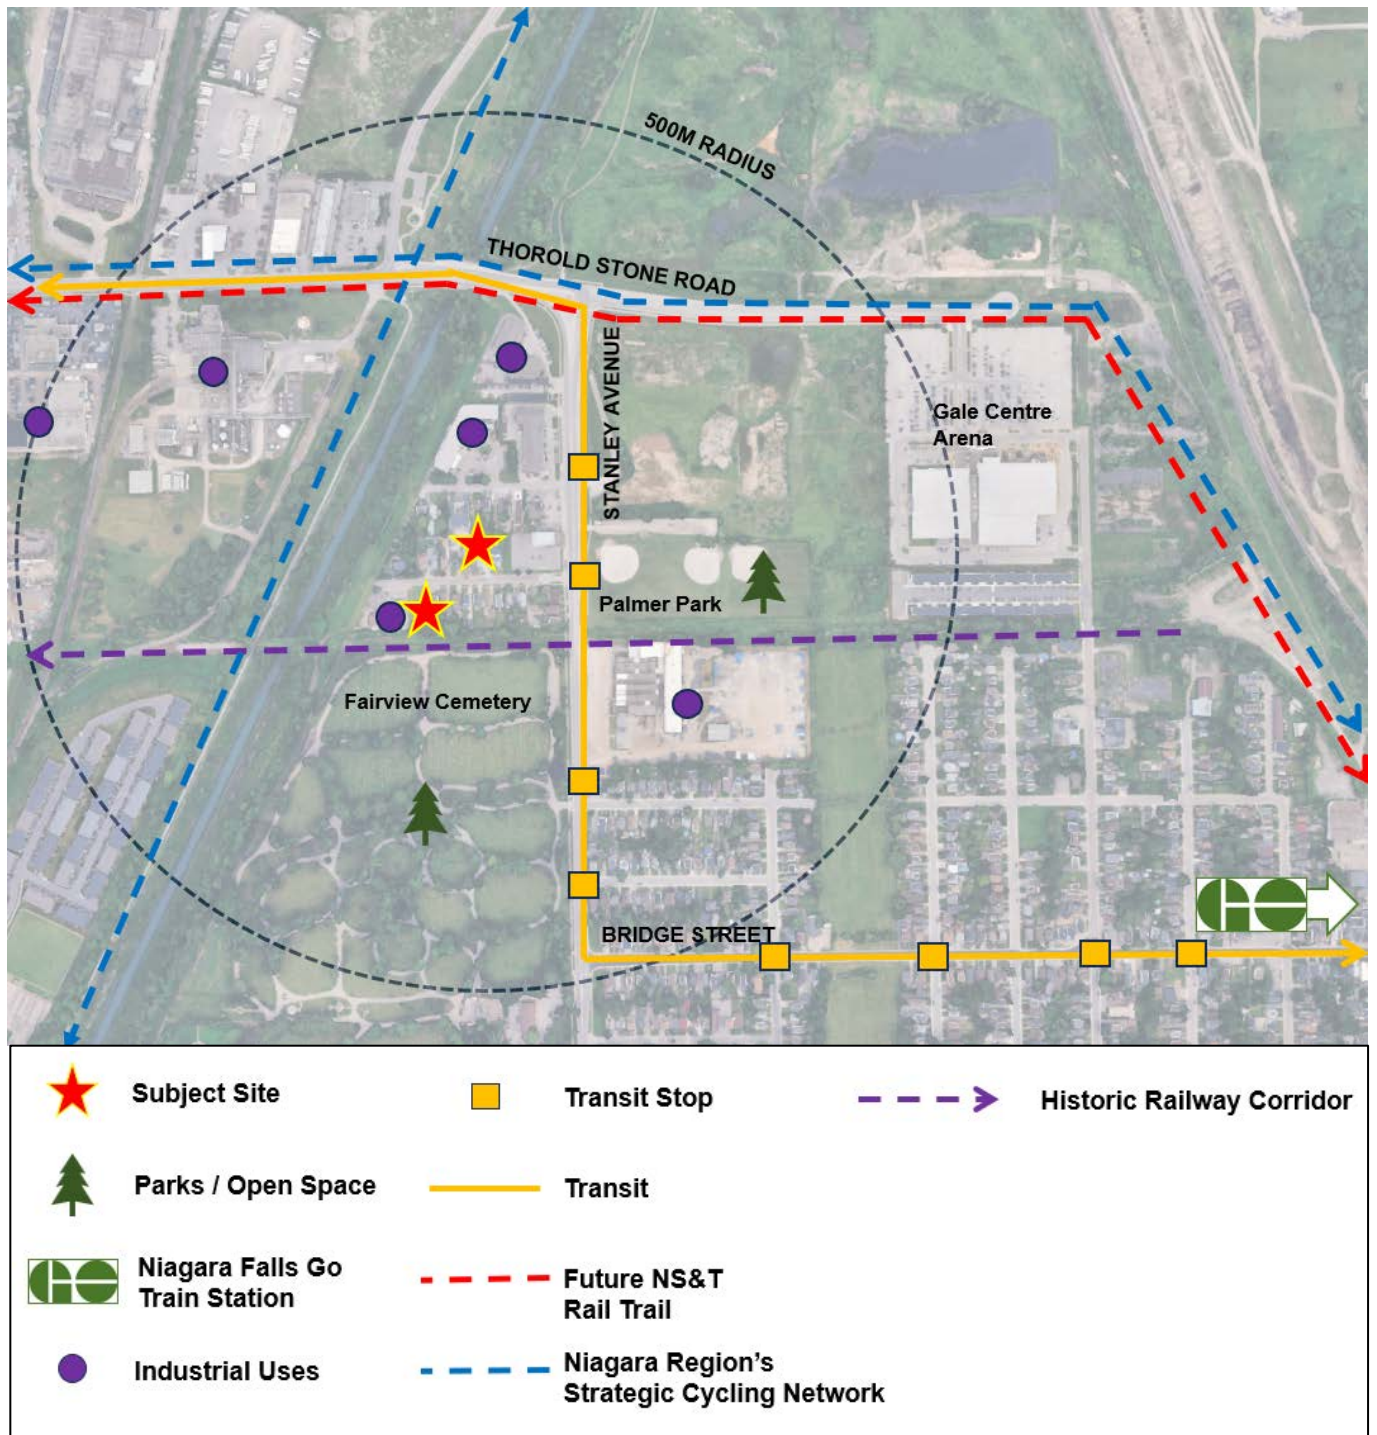 500M RADIUS
THOROLD STONE ROAD
STANLEY AVENUE
Gale Centre
Arena
Palmer Park
Fairview Cemetery
BRIDGE STREET
GO
Subject Site
Transit Stop
Historic Railway Corridor
Parks / Open Space
Transit
GO
Niagara Falls Go
Train Station
Future NS&T
Rail Trail
Industrial Uses
Niagara Region's
Strategic Cycling Network